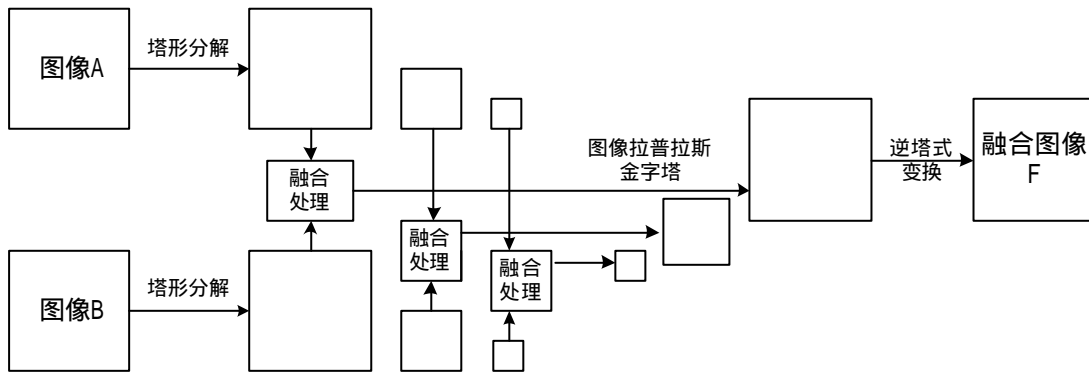 图像A
塔形分解
融合
处理
图像拉普拉斯
金字塔
逆塔式
变换
融合图像
F
融合
处理
融合
处理
图像B
塔形分解